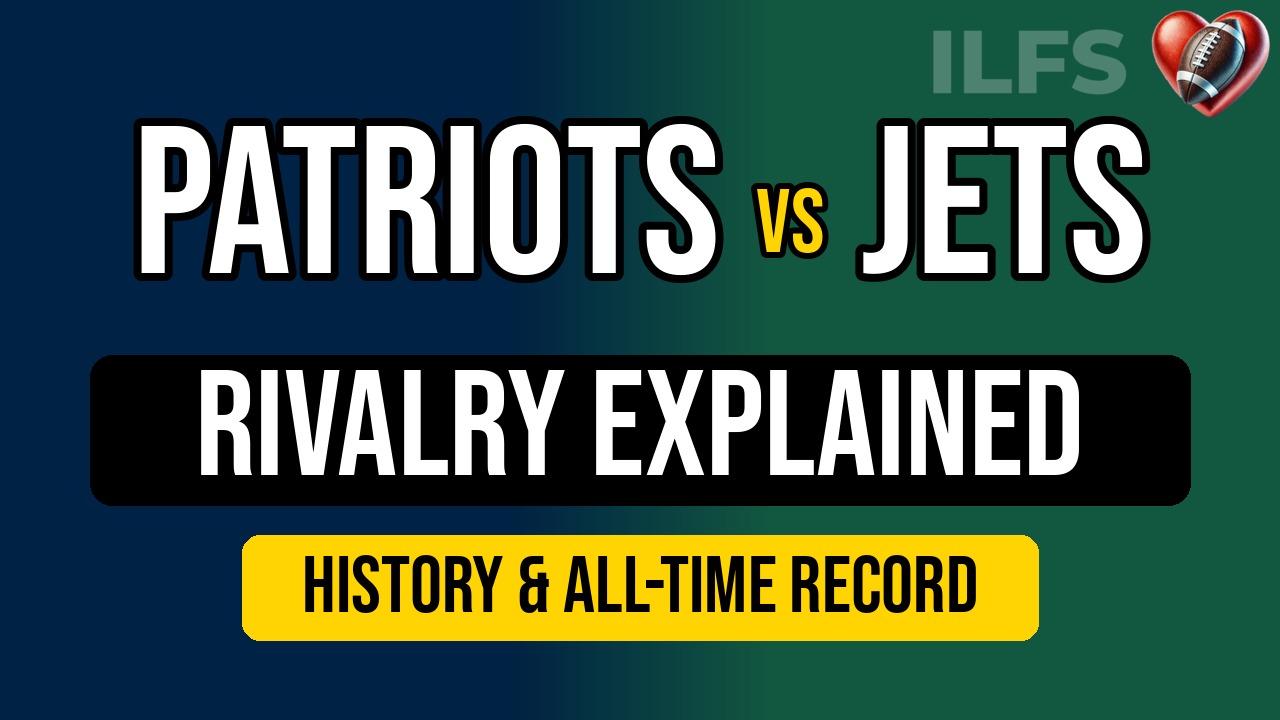 ILFS
PATRIOTS VS JETS
RIVALRY EXPLAINED
HISTORY & ALL-TIME RECORD